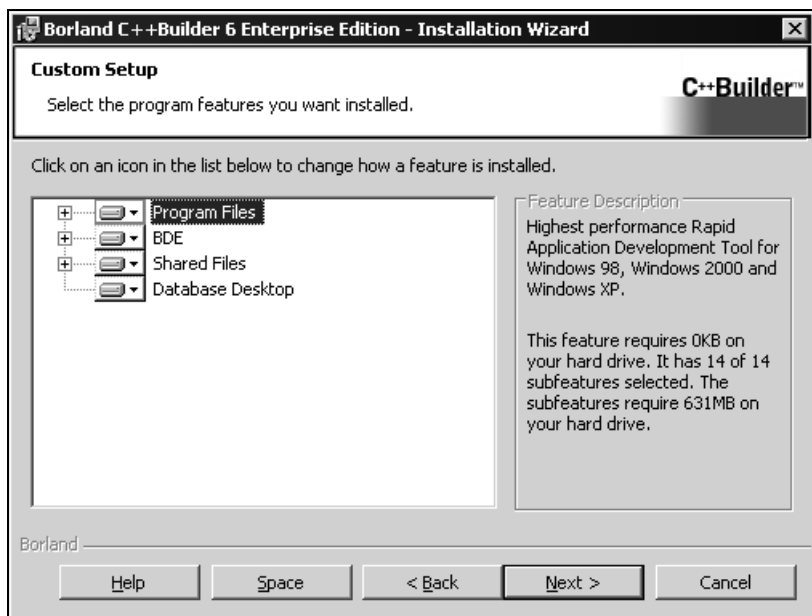 Borland C++Builder 6 Enterprise Edition - Installation Wizard
Custom Setup
Select the program features you want installed.
C++Builder™
Click on an icon in the list below to change how a feature is installed.
Program Files
BDE
Shared Files
Database Desktop
Feature Description
Highest performance Rapid
Application Development Tool for
Windows 98, Windows 2000 and
Windows XP.
This feature requires 0KB on
your hard drive. It has 14 of 14
subfeatures selected. The
subfeatures require 631MB on
your hard drive.
Borland
Help
Space
< Back
Next >
Cancel